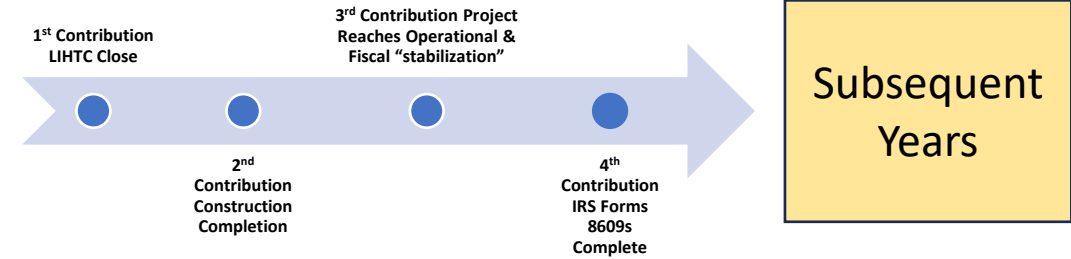 1st Contribution
LIHTC Close
2nd
Contribution
Construction
Completion
3rd Contribution Project
Reaches Operational &
Fiscal “stabilization”
4th
Contribution
IRS Forms
8609s
Complete
Subsequent
Years